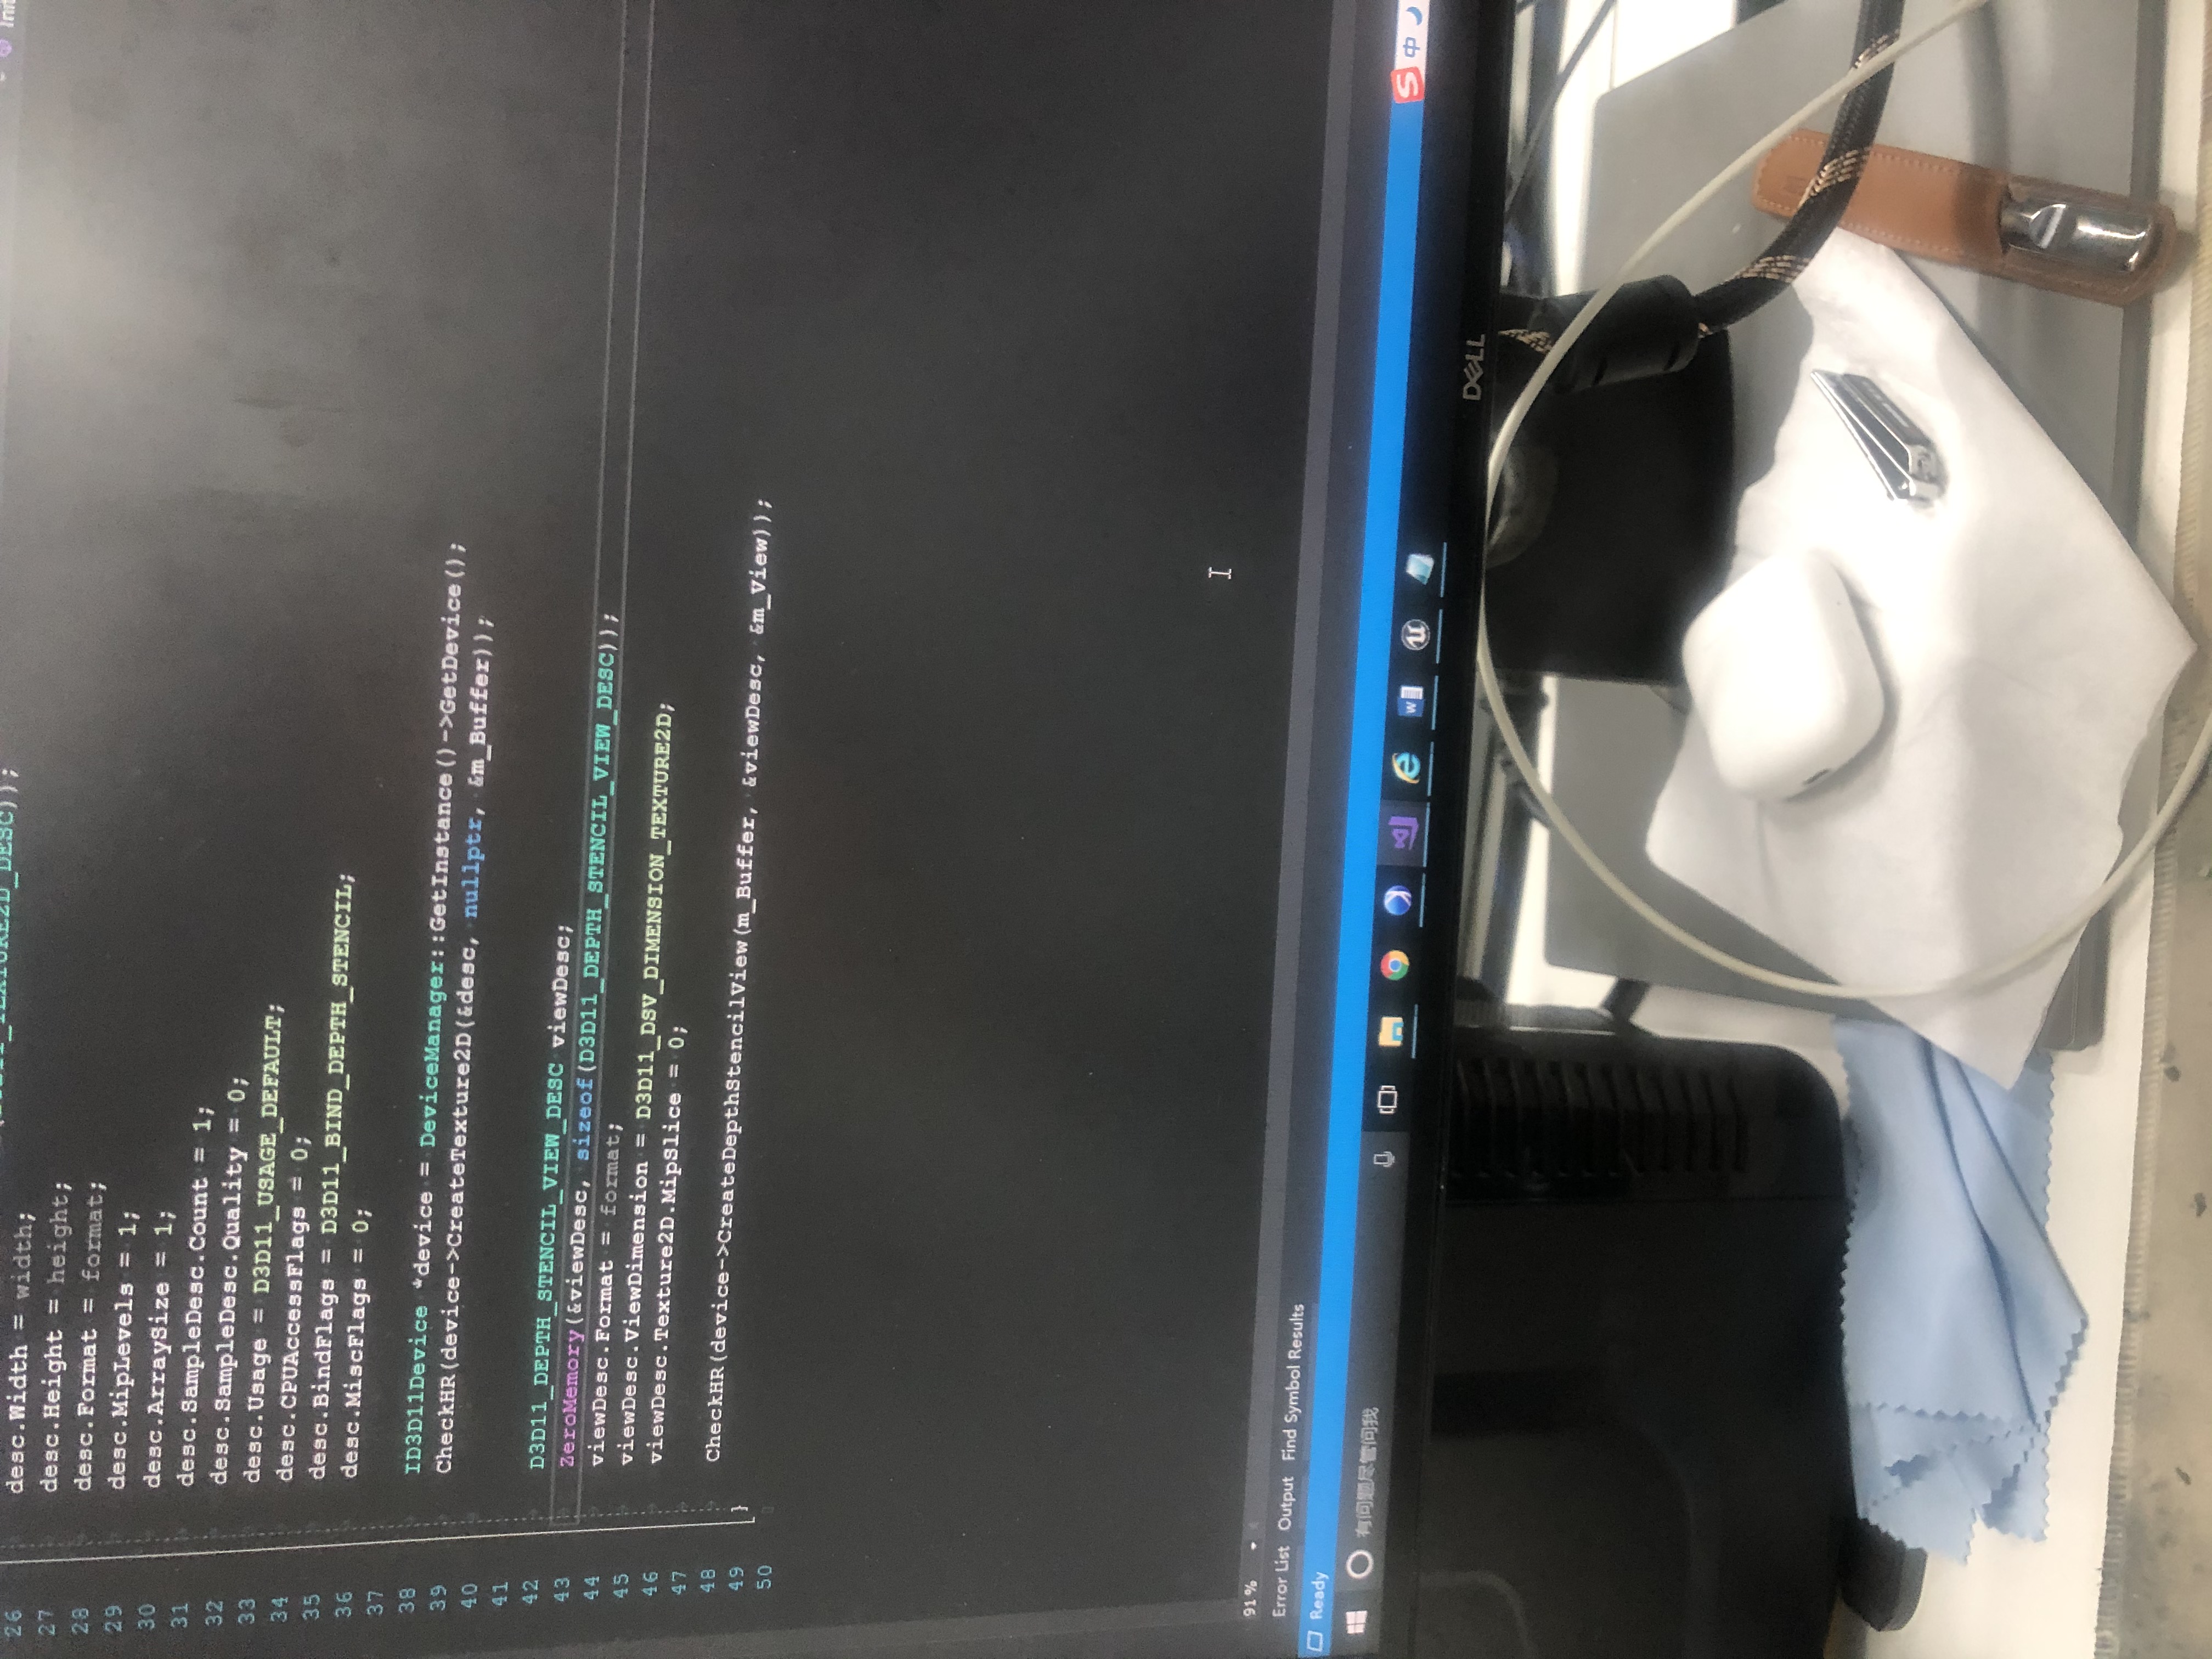 26 desc.Width = width;
27 desc.Height = height;
28 desc.Format = format;
29 desc.MipLevels = 1;
30 desc.ArraySize = 1;
31 desc.SampleDesc.Count = 1;
32 desc.SampleDesc.Quality = 0;
33 desc.Usage = D3D11_USAGE_DEFAULT;
34 desc.CPUAccessFlags = 0;
35 desc.BindFlags = D3D11_BIND_DEPTH_STENCIL;
36 desc.MiscFlags = 0;
37
38 ID3D11Device *device = DeviceManager::GetInstance()->GetDevice();
39 CheckHR(device->CreateTexture2D(&desc, nullptr, &m_Buffer));
40
41
42 D3D11_DEPTH_STENCIL_VIEW_DESC viewDesc;
43 ZeroMemory(&viewDesc, sizeof(D3D11_DEPTH_STENCIL_VIEW_DESC));
44 viewDesc.Format = format;
45 viewDesc.ViewDimension = D3D11_DSV_DIMENSION_TEXTURE2D;
46 viewDesc.Texture2D.MipSlice = 0;
47
48 CheckHR(device->CreateDepthStencilView(m_Buffer, &viewDesc, &m_View));
49 }
50
91 %
Error List Output Find Symbol Results
Ready
有问题尽管问我
中
DELL